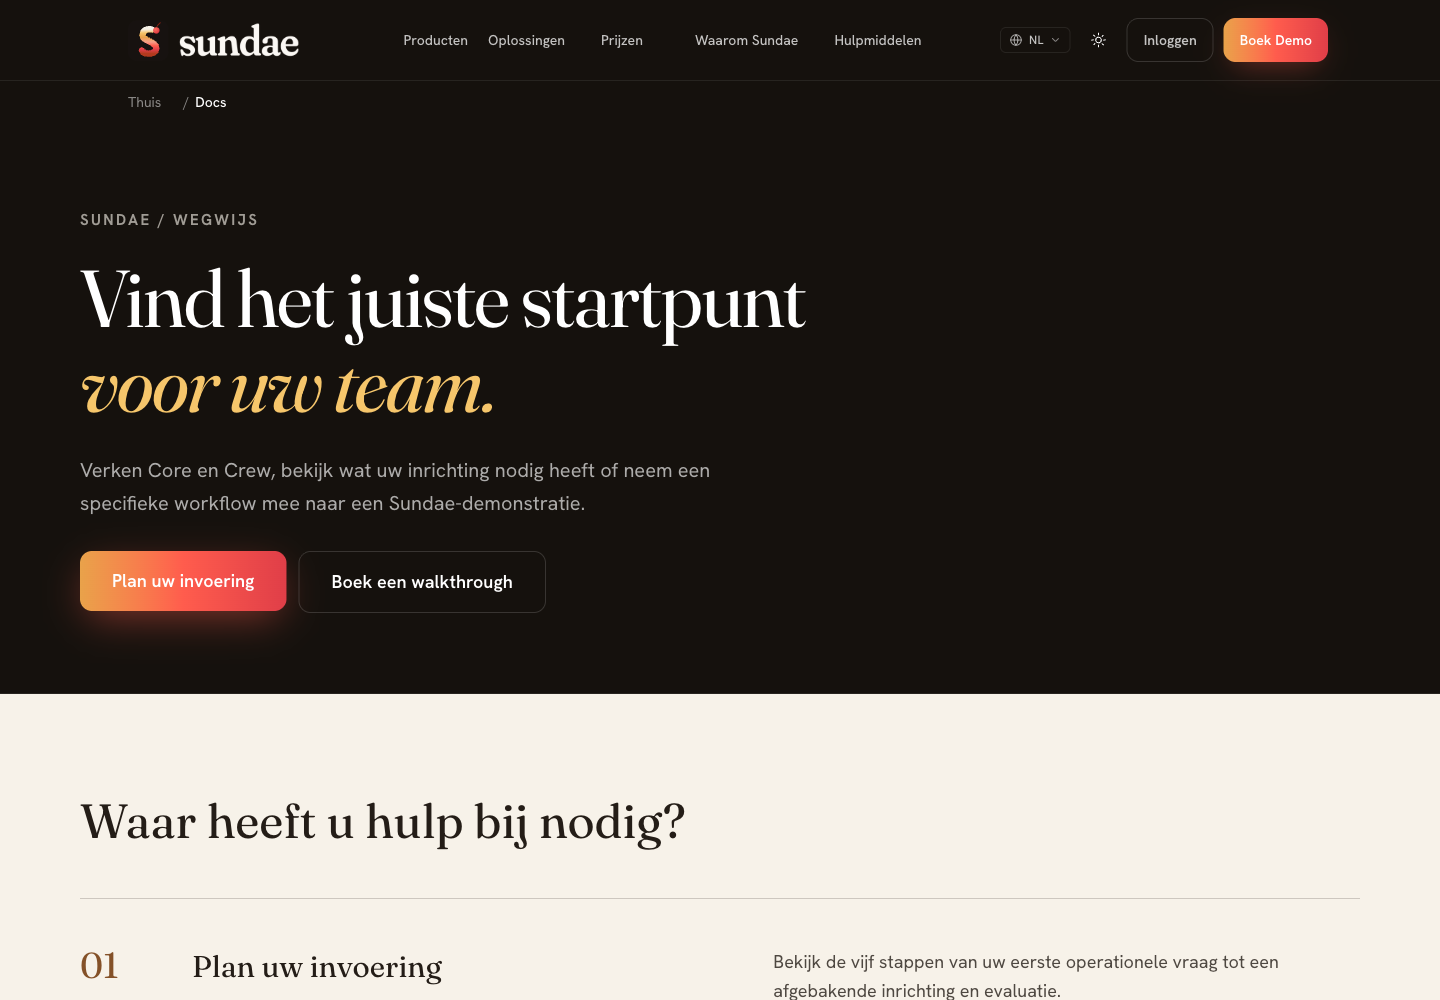 sundae
Producten
Oplossingen
Prijzen
Waarom Sundae
Hulpmiddelen
NL
Inloggen
Boek Demo
Thuis / Docs
SUNDAE / WEGWIJS
Vind het juiste startpunt
voor uw team.
Verken Core en Crew, bekijk wat uw inrichting nodig heeft of neem een
specifieke workflow mee naar een Sundae-demonstratie.
Plan uw invoering
Boek een walkthrough
Waar heeft u hulp bij nodig?
01
Plan uw invoering
Bekijk de vijf stappen van uw eerste operationele vraag tot een
afgebakende inrichting en evaluatie.